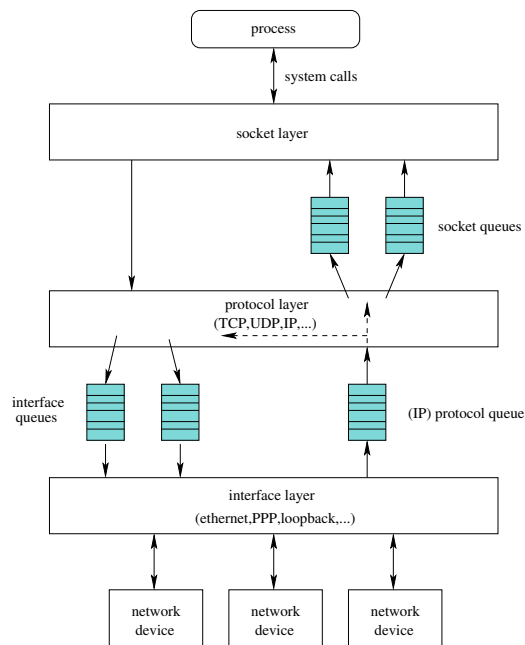 process
system calls
socket layer
socket queues
protocol layer
(TCP,UDP,IP,...)
interface
queues
(IP) protocol queue
interface layer
(ethernet,PPP,loopback,...)
network
device
network
device
network
device